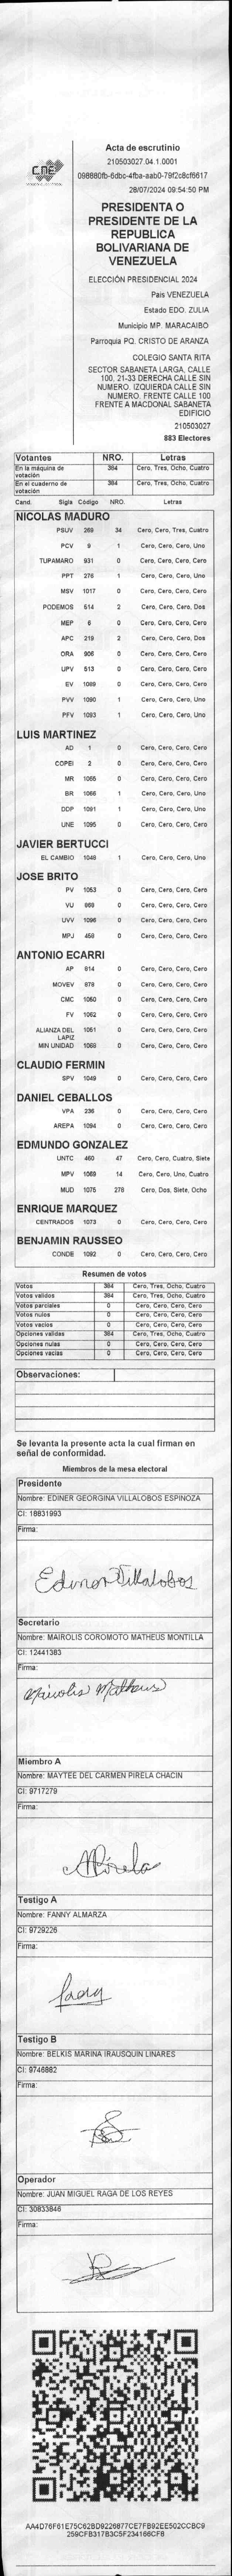 CNE
Acta de escrutinio
210503027.04.1.0001
098880fb-6dbc-4fba-aab0-79f2c8cf6617
28/07/2024 09:54:50 PM
PRESIDENTA O
PRESIDENTE DE LA
REPUBLICA
BOLIVARIANA DE
VENEZUELA
ELECCIÓN PRESIDENCIAL 2024
Pais VENEZUELA
Estado EDO. ZULIA
Municipio MP. MARACAIBO
Parroquia PQ. CRISTO DE ARANZA
COLEGIO SANTA RITA
SECTOR SABANETA LARGA, CALLE
100, 21-33 DERECHA CALLE SIN
NUMERO. IZQUIERDA CALLE SIN
NUMERO. FRENTE CALLE 100
FRENTE A MACDONAL SABANETA
EDIFICIO
210503027
883 Electores
Votantes NRO. Letras
En la máquina de votación 384 Cero, Tres, Ocho, Cuatro
En el cuaderno de votación 384 Cero, Tres, Ocho, Cuatro
Cand. Sigla Código NRO. Letras
NICOLAS MADURO
PSUV 269 34 Cero, Cero, Tres, Cuatro
PCV 9 1 Cero, Cero, Cero, Uno
TUPAMARO 931 0 Cero, Cero, Cero, Cero
PPT 276 1 Cero, Cero, Cero, Uno
MSV 1017 0 Cero, Cero, Cero, Cero
PODEMOS 514 2 Cero, Cero, Cero, Dos
MEP 6 0 Cero, Cero, Cero, Cero
APC 219 2 Cero, Cero, Cero, Dos
ORA 906 0 Cero, Cero, Cero, Cero
UPV 513 0 Cero, Cero, Cero, Cero
EV 1089 0 Cero, Cero, Cero, Cero
PVV 1090 1 Cero, Cero, Cero, Uno
PFV 1093 1 Cero, Cero, Cero, Uno
LUIS MARTINEZ
AD 1 0 Cero, Cero, Cero, Cero
COPEI 2 0 Cero, Cero, Cero, Cero
MR 1065 0 Cero, Cero, Cero, Cero
BR 1066 1 Cero, Cero, Cero, Uno
DDP 1091 1 Cero, Cero, Cero, Uno
UNE 1095 0 Cero, Cero, Cero, Cero
JAVIER BERTUCCI
EL CAMBIO 1048 1 Cero, Cero, Cero, Uno
JOSE BRITO
PV 1053 0 Cero, Cero, Cero, Cero
VU 969 0 Cero, Cero, Cero, Cero
UVV 1096 0 Cero, Cero, Cero, Cero
MPJ 459 0 Cero, Cero, Cero, Cero
ANTONIO ECARRI
AP 814 0 Cero, Cero, Cero, Cero
MOVEV 879 0 Cero, Cero, Cero, Cero
CMC 1050 0 Cero, Cero, Cero, Cero
FV 1062 0 Cero, Cero, Cero, Cero
ALIANZA DEL LAPIZ 1051 0 Cero, Cero, Cero, Cero
MIN UNIDAD 1088 0 Cero, Cero, Cero, Cero
CLAUDIO FERMIN
SPV 1049 0 Cero, Cero, Cero, Cero
DANIEL CEBALLOS
VPA 236 0 Cero, Cero, Cero, Cero
AREPA 1094 0 Cero, Cero, Cero, Cero
EDMUNDO GONZALEZ
UNTC 460 47 Cero, Cero, Cuatro, Siete
MPV 1069 14 Cero, Cero, Uno, Cuatro
MUD 1075 278 Cero, Dos, Siete, Ocho
ENRIQUE MARQUEZ
CENTRADOS 1073 0 Cero, Cero, Cero, Cero
BENJAMIN RAUSSEO
CONDE 1092 0 Cero, Cero, Cero, Cero
Resumen de votos
Votos 384 Cero, Tres, Ocho, Cuatro
Votos validos 384 Cero, Tres, Ocho, Cuatro
Votos parciales 0 Cero, Cero, Cero, Cero
Votos nulos 0 Cero, Cero, Cero, Cero
Votos vacios 0 Cero, Cero, Cero, Cero
Opciones validas 384 Cero, Tres, Ocho, Cuatro
Opciones nulas 0 Cero, Cero, Cero, Cero
Opciones vacias 0 Cero, Cero, Cero, Cero
Observaciones:
Se levanta la presente acta la cual firman en
señal de conformidad.
Miembros de la mesa electoral
Presidente
Nombre: EDINER GEORGINA VILLALOBOS ESPINOZA
CI: 18831993
Firma:
Ediner Villalobos
Secretario
Nombre: MAIROLIS COROMOTO MATHEUS MONTILLA
CI: 12441383
Firma:
Mairolis Matheus
Miembro A
Nombre: MAYTEE DEL CARMEN PIRELA CHACIN
CI: 9717279
Firma:
MPirela
Testigo A
Nombre: FANNY ALMARZA
CI: 9729226
Firma:
Testigo B
Nombre: BELKIS MARINA IRAUSQUIN LINARES
CI: 9746882
Firma:
Operador
Nombre: JUAN MIGUEL RAGA DE LOS REYES
CI: 30833846
Firma:
AA4D76F61E75C62BD9226877CE7FB92EE502CCBC9
259CFB317B3C5F234166CF8